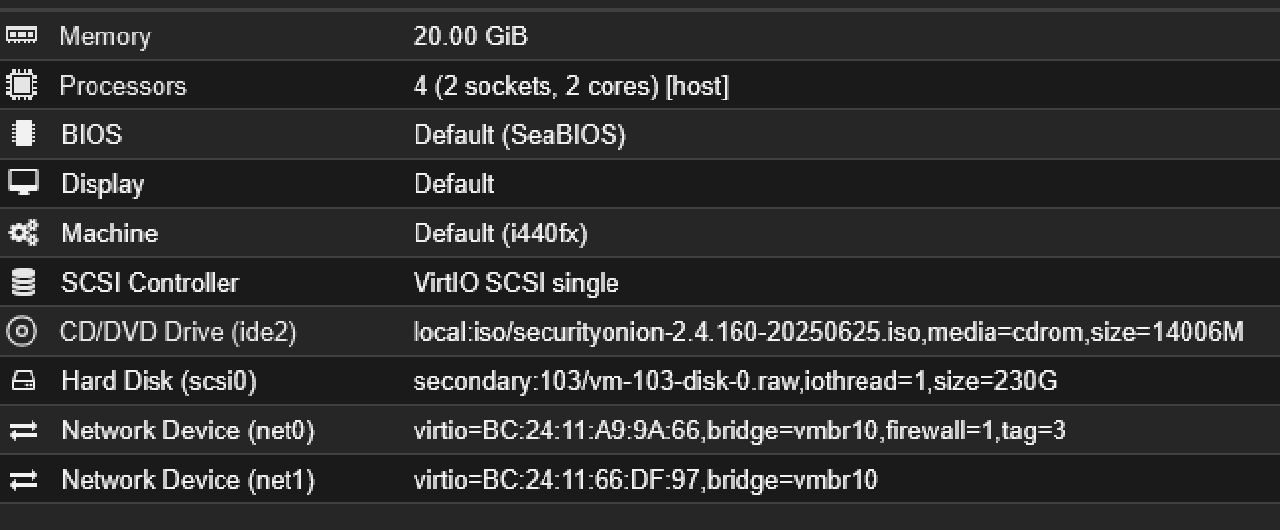 Memory 20.00 GiB
Processors 4 (2 sockets, 2 cores) [host]
BIOS Default (SeaBIOS)
Display Default
Machine Default (i440fx)
SCSI Controller VirtIO SCSI single
CD/DVD Drive (ide2) local:iso/securityonion-2.4.160-20250625.iso,media=cdrom,size=14006M
Hard Disk (scsi0) secondary:103/vm-103-disk-0.raw,iothread=1,size=230G
Network Device (net0) virtio=BC:24:11:A9:9A:66,bridge=vmbr10,firewall=1,tag=3
Network Device (net1) virtio=BC:24:11:66:DF:97,bridge=vmbr10